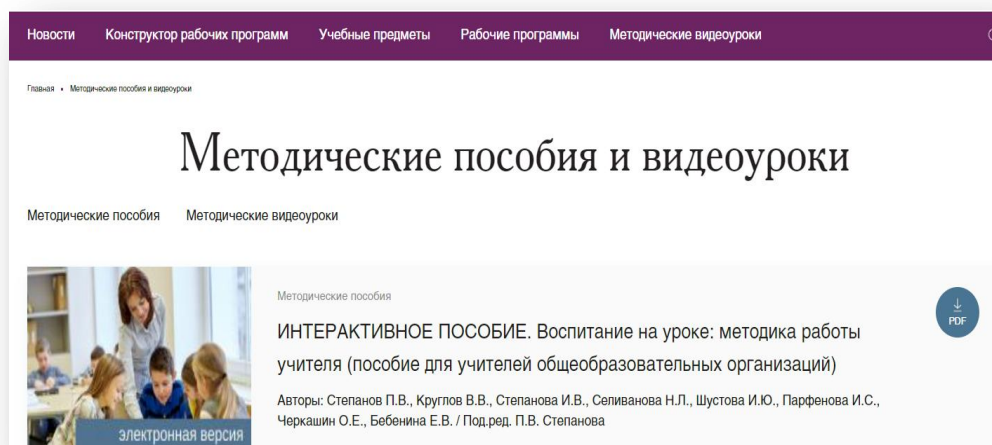 Новости Конструктор рабочих программ Учебные предметы Рабочие программы Методические видеоуроки
Главная • Методические пособия и видеоуроки
Методические пособия и видеоуроки
Методические пособия Методические видеоуроки
Методические пособия
ИНТЕРАКТИВНОЕ ПОСОБИЕ. Воспитание на уроке: методика работы
учителя (пособие для учителей общеобразовательных организаций)
Авторы: Степанов П.В., Круглов В.В., Степанова И.В., Селиванова Н.Л., Шустова И.Ю., Парфенова И.С.,
Черкашин О.Е., Бебенина Е.В. / Под.ред. П.В. Степанова
PDF
электронная версия